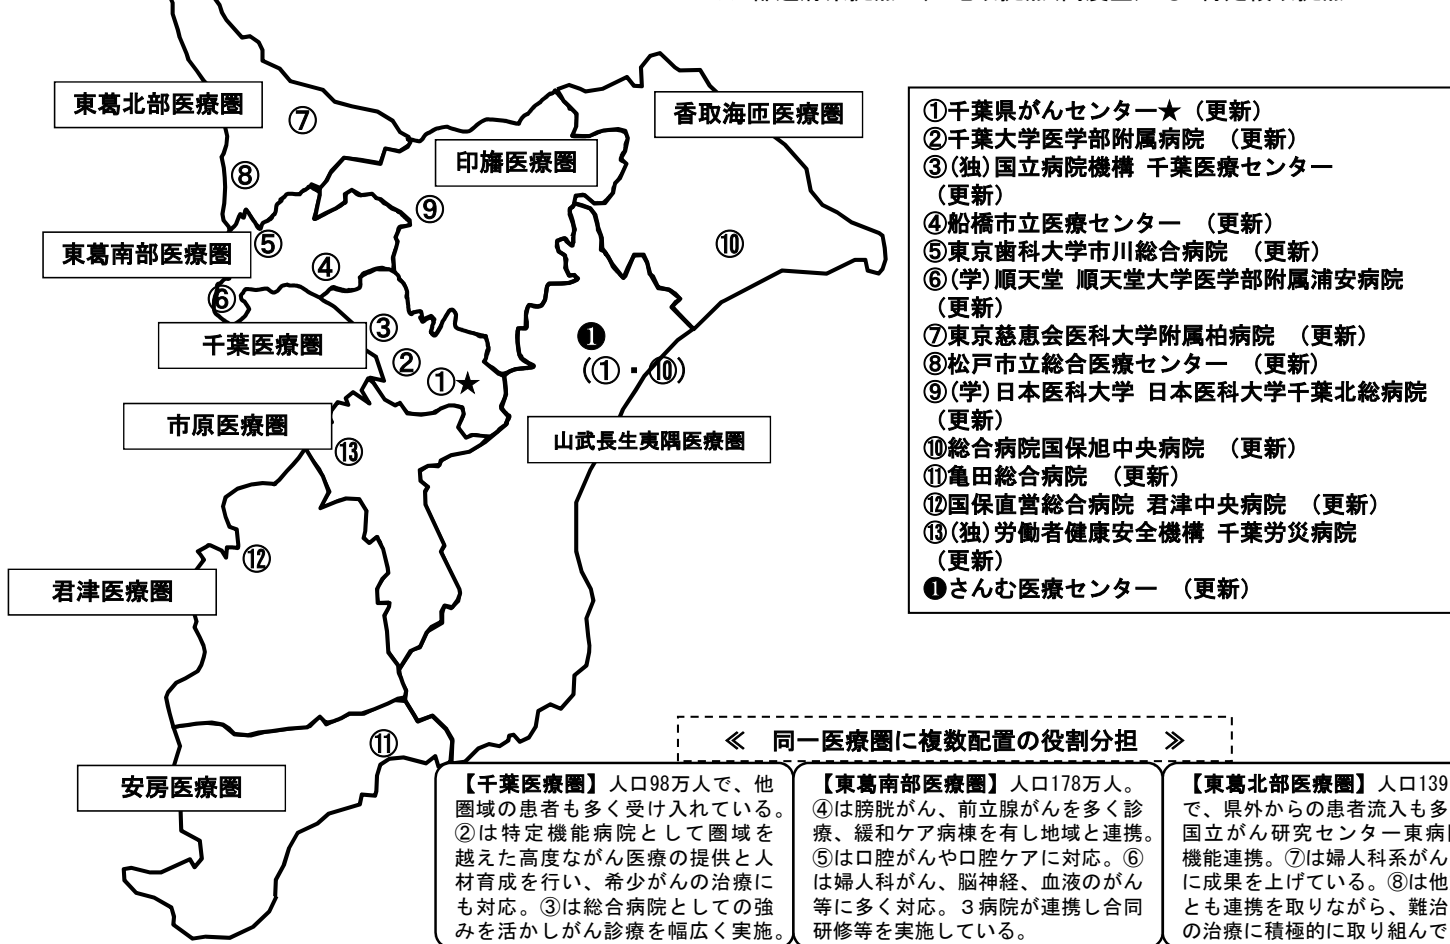 東葛北部医療圏
⑦
⑧
香取海匝医療圏
印旛医療圏
⑨
⑩
東葛南部医療圏
⑤
④
⑥
千葉医療圏
③
②
①★
❶
(①・⑩)
市原医療圏
⑬
山武長生夷隅医療圏
⑫
君津医療圏
⑪
安房医療圏
①千葉県がんセンター★（更新）
②千葉大学医学部附属病院　（更新）
③(独)国立病院機構 千葉医療センター
（更新）
④船橋市立医療センター　（更新）
⑤東京歯科大学市川総合病院　（更新）
⑥(学)順天堂 順天堂大学医学部附属浦安病院
（更新）
⑦東京慈恵会医科大学附属柏病院　（更新）
⑧松戸市立総合医療センター　（更新）
⑨(学)日本医科大学 日本医科大学千葉北総病院
（更新）
⑩総合病院国保旭中央病院　（更新）
⑪亀田総合病院　（更新）
⑫国保直営総合病院 君津中央病院　（更新）
⑬(独)労働者健康安全機構 千葉労災病院
（更新）
❶さんむ医療センター　（更新）
≪　同一医療圏に複数配置の役割分担　≫
【千葉医療圏】人口98万人で、他
圏域の患者も多く受け入れている。
②は特定機能病院として圏域を
越えた高度ながん医療の提供と人
材育成を行い、希少がんの治療に
も対応。③は総合病院としての強
みを活かしがん診療を幅広く実施。
【東葛南部医療圏】人口178万人。
④は膀胱がん、前立腺がんを多く診
療、緩和ケア病棟を有し地域と連携。
⑤は口腔がんや口腔ケアに対応。⑥
は婦人科がん、脳神経、血液のがん
等に多く対応。３病院が連携し合同
研修等を実施している。
【東葛北部医療圏】人口139
で、県外からの患者流入も多
国立がん研究センター東病
機能連携。⑦は婦人科系がん
に成果を上げている。⑧は他
とも連携を取りながら、難治
の治療に積極的に取り組んで